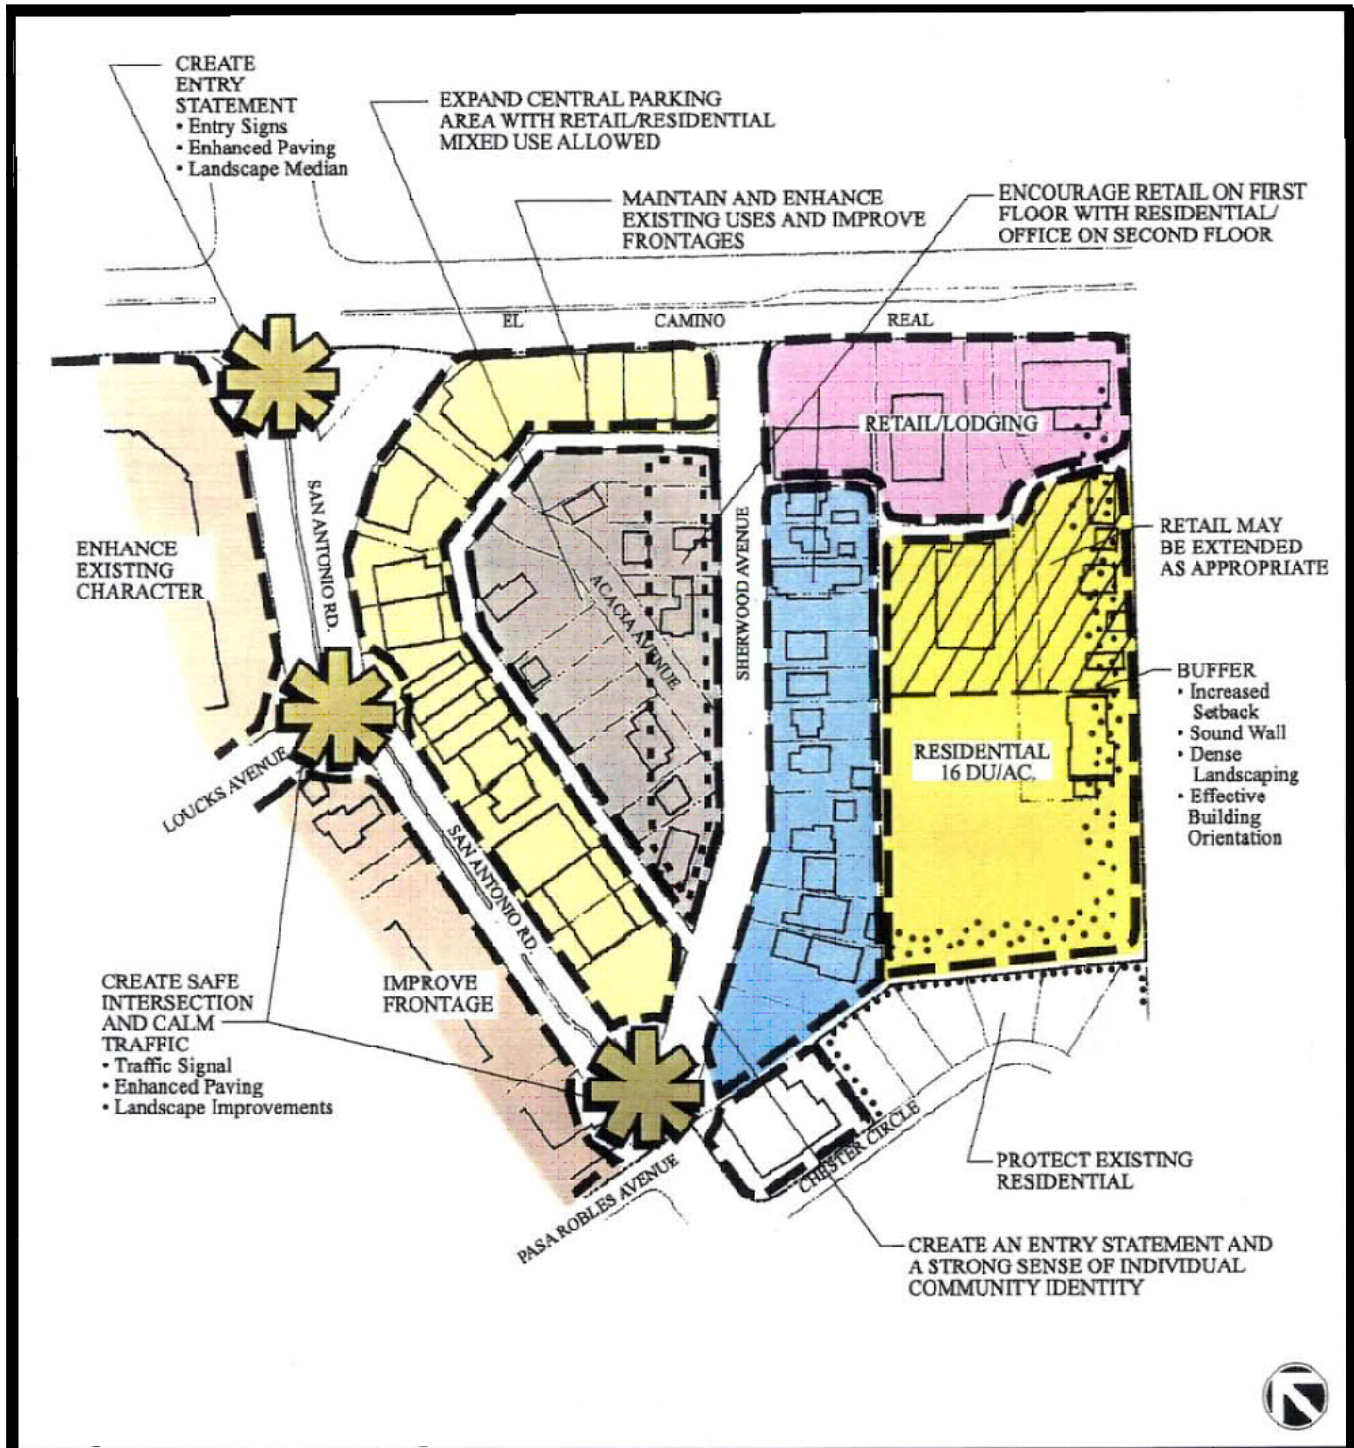 CREATE
ENTRY
STATEMENT
• Entry Signs
• Enhanced Paving
• Landscape Median
EXPAND CENTRAL PARKING
AREA WITH RETAIL/RESIDENTIAL
MIXED USE ALLOWED
MAINTAIN AND ENHANCE
EXISTING USES AND IMPROVE
FRONTAGES
ENCOURAGE RETAIL ON FIRST
FLOOR WITH RESIDENTIAL/
OFFICE ON SECOND FLOOR
EL CAMINO REAL
RETAIL/LODGING
SAN ANTONIO RD.
SHERWOOD AVENUE
ACACIA AVENUE
ENHANCE
EXISTING
CHARACTER
RETAIL MAY
BE EXTENDED
AS APPROPRIATE
BUFFER
• Increased
Setback
• Sound Wall
• Dense
Landscaping
• Effective
Building
Orientation
RESIDENTIAL
16 DU/AC.
LOUCKS AVENUE
SAN ANTONIO RD.
CREATE SAFE
INTERSECTION
AND CALM
TRAFFIC
• Traffic Signal
• Enhanced Paving
• Landscape Improvements
IMPROVE
FRONTAGE
CHESTER CIRCLE
PASA ROBLES AVENUE
PROTECT EXISTING
RESIDENTIAL
CREATE AN ENTRY STATEMENT AND
A STRONG SENSE OF INDIVIDUAL
COMMUNITY IDENTITY